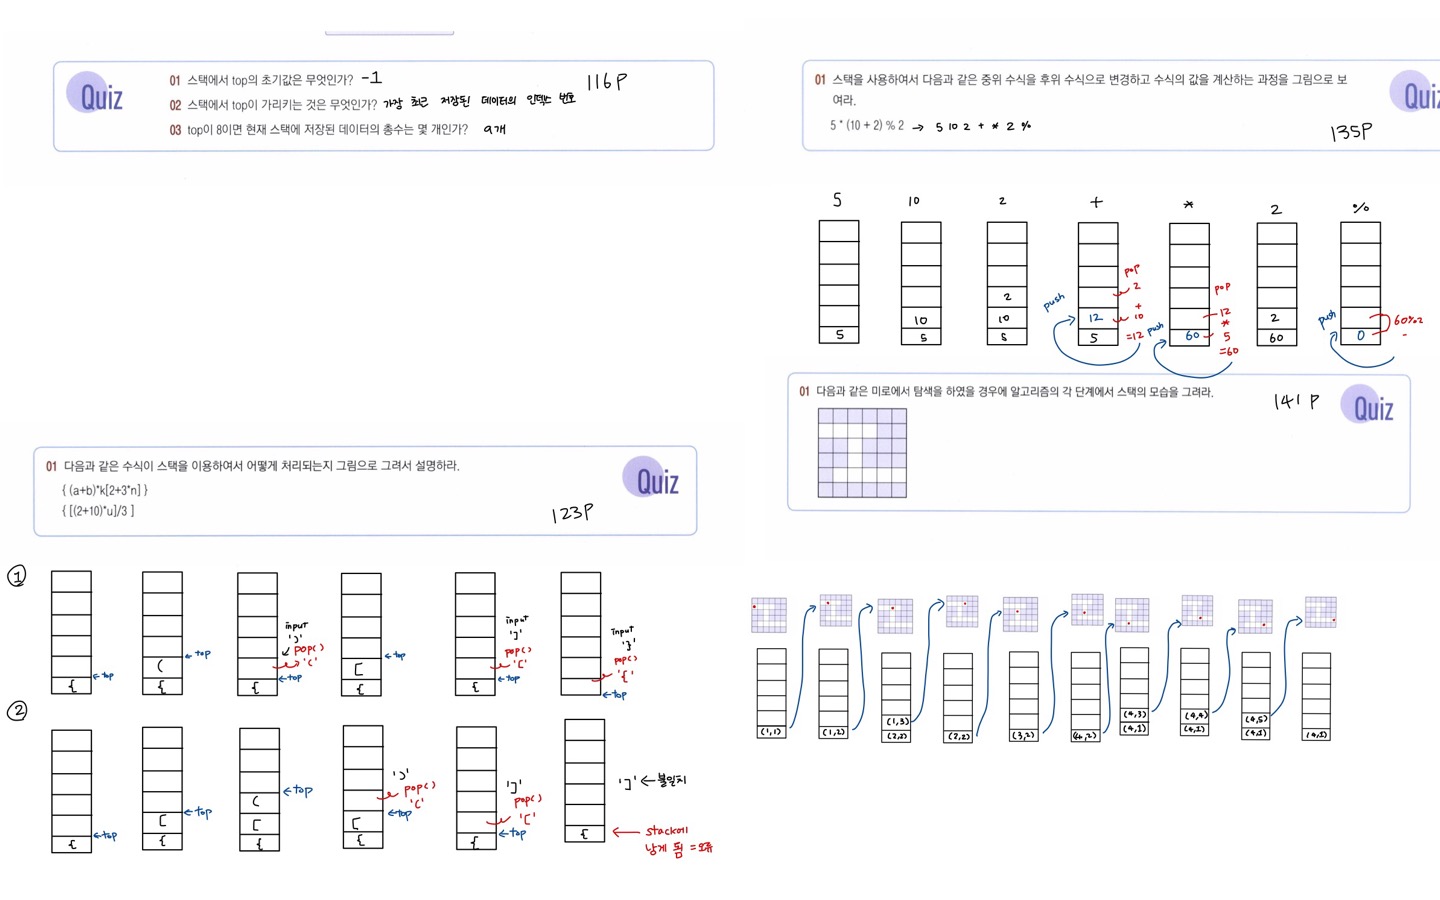 Quiz
01 스택에서 top의 초기값은 무엇인가? -1
116P
02 스택에서 top이 가리키는 것은 무엇인가? 가장 최근 저장된 데이터의 인덱스 번호
03 top이 8이면 현재 스택에 저장된 데이터의 총수는 몇 개인가? 9개
01 스택을 사용하여서 다음과 같은 중위 수식을 후위 수식으로 변경하고 수식의 값을 계산하는 과정을 그림으로 보
여라.
5 * (10 + 2) % 2 → 5 10 2 + * 2 %
135P
Quiz
5 10 2 + * 2 %
5
10
5
2
10
5
push
12
5
pop
2
+
10
=12
push
60
pop
12
*
5
=60
2
60
push
0
60%2
01 다음과 같은 미로에서 탐색을 하였을 경우에 알고리즘의 각 단계에서 스택의 모습을 그려라.
141P
Quiz
01 다음과 같은 수식이 스택을 이용하여서 어떻게 처리되는지 그림으로 그려서 설명하라.
{ (a+b)*k[2+3*n] }
{ [(2+10)*u]/3 ]
123P
Quiz
①
{
←top
(
{
←top
input
')'
pop()
'('
{
←top
[
{
←top
input
']'
pop()
'['
{
←top
input
'}'
pop()
'{'
←top
②
{
←top
[
{
←top
(
[
{
←top
')'
pop()
'('
[
{
←top
']'
pop()
'['
{
←top
']' ← 불일치
{
← stack에
남게 됨 = 오류
(1,1)
(1,2)
(1,3)
(2,2)
(2,2)
(3,2)
(4,2)
(4,3)
(4,1)
(4,4)
(4,1)
(4,5)
(4,1)
(4,1)